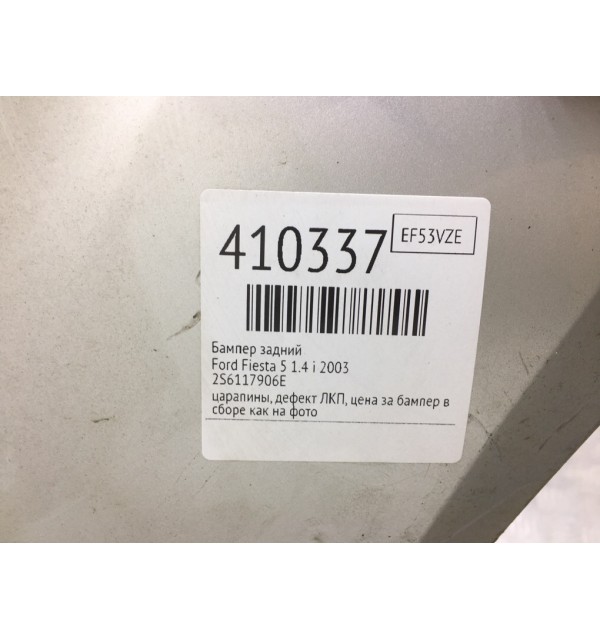 410337
EF53VZE
Бампер задний
Ford Fiesta 5 1.4 i 2003
2S6117906E
царапины, дефект ЛКП, цена за бампер в
сборе как на фото